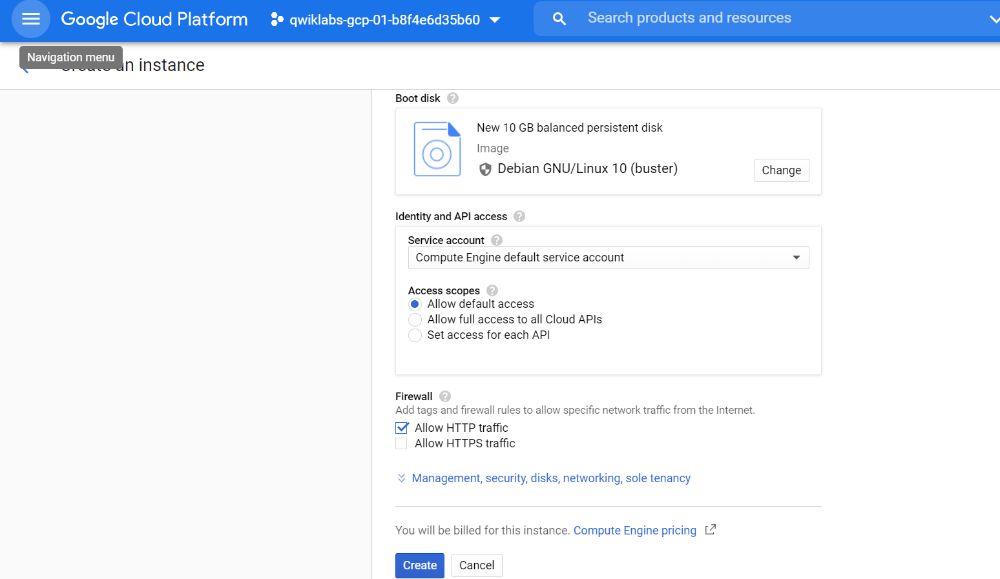 Google Cloud Platform qwiklabs-gcp-01-b8f4e6d35b60 Search products and resources
Navigation menu
Create an instance
Boot disk ?
New 10 GB balanced persistent disk
Image
Debian GNU/Linux 10 (buster)
Change
Identity and API access ?
Service account ?
Compute Engine default service account
Access scopes ?
Allow default access
Allow full access to all Cloud APIs
Set access for each API
Firewall ?
Add tags and firewall rules to allow specific network traffic from the Internet.
Allow HTTP traffic
Allow HTTPS traffic
Management, security, disks, networking, sole tenancy
You will be billed for this instance. Compute Engine pricing
Create Cancel